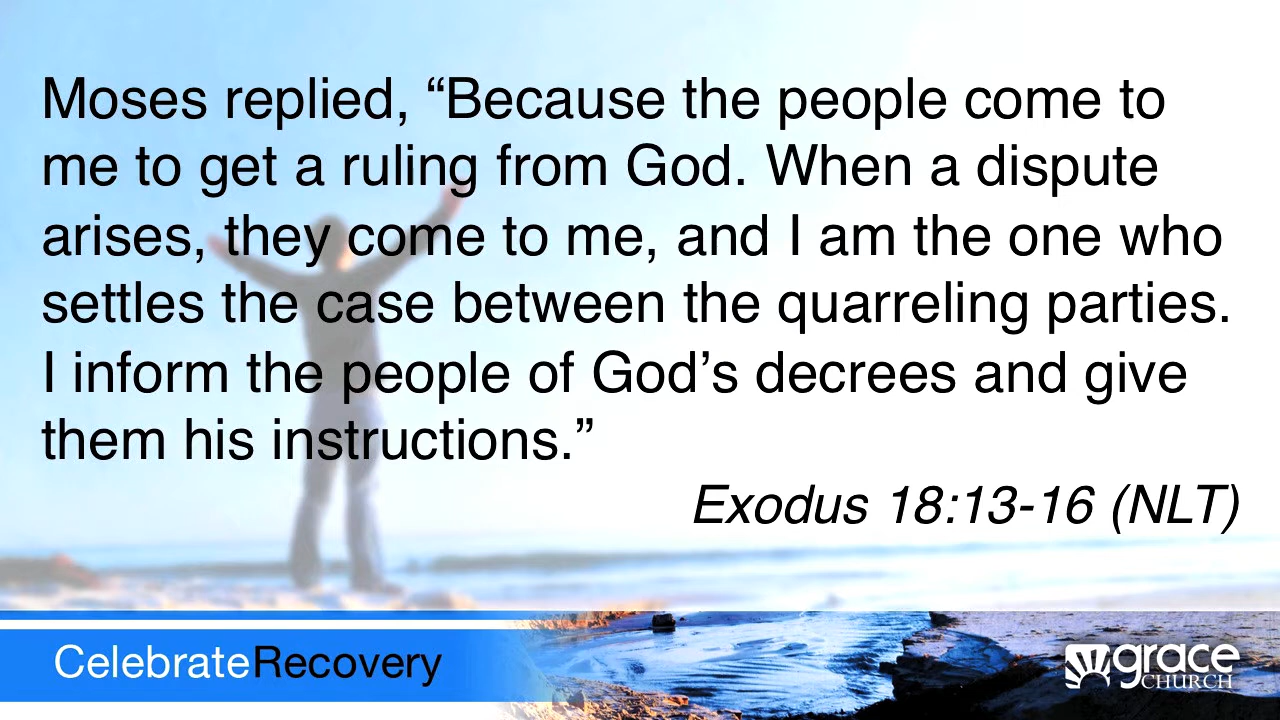 Moses replied, “Because the people come to
me to get a ruling from God. When a dispute
arises, they come to me, and I am the one who
settles the case between the quarreling parties.
I inform the people of God’s decrees and give
them his instructions.”
Exodus 18:13-16 (NLT)
CelebrateRecovery
grace
CHURCH